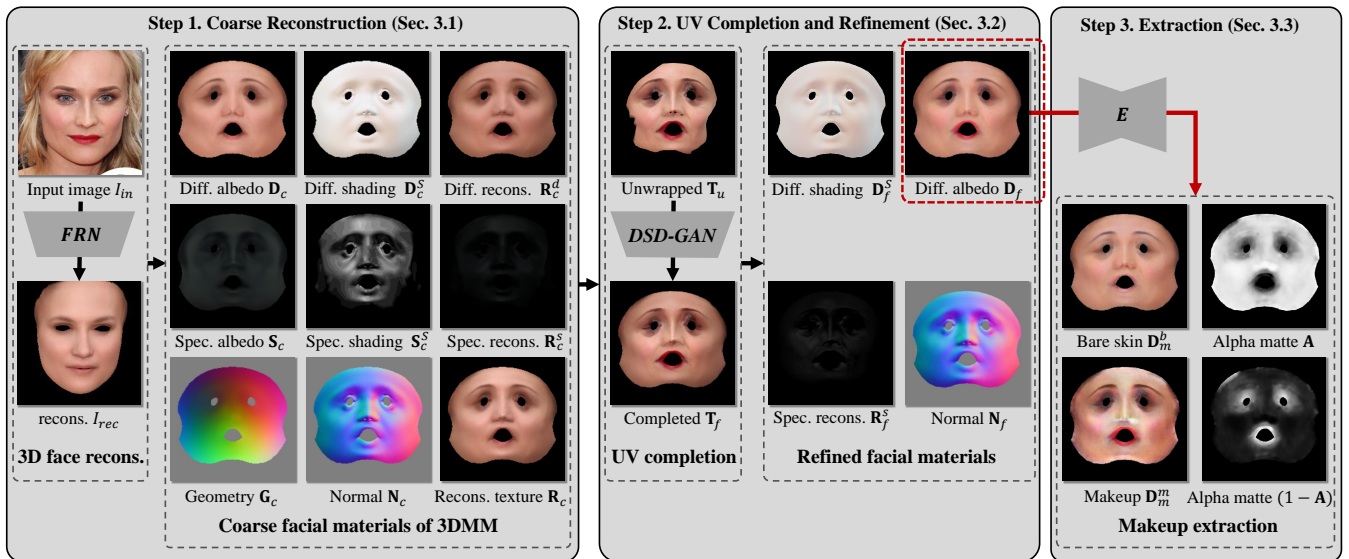 Step 1. Coarse Reconstruction (Sec. 3.1)
Input image I_in
FRN
recons. I_rec
3D face recons.
Diff. albedo D_c
Diff. shading D_c^S
Diff. recons. R_c^d
Spec. albedo S_c
Spec. shading S_c^S
Spec. recons. R_c^s
Geometry G_c
Normal N_c
Recons. texture R_c
Coarse facial materials of 3DMM
Step 2. UV Completion and Refinement (Sec. 3.2)
Unwrapped T_u
DSD-GAN
Completed T_f
UV completion
Diff. shading D_f^S
Diff. albedo D_f
Spec. recons. R_f^s
Normal N_f
Refined facial materials
Step 3. Extraction (Sec. 3.3)
E
Bare skin D_m^b
Alpha matte A
Makeup D_m^m
Alpha matte (1 − A)
Makeup extraction